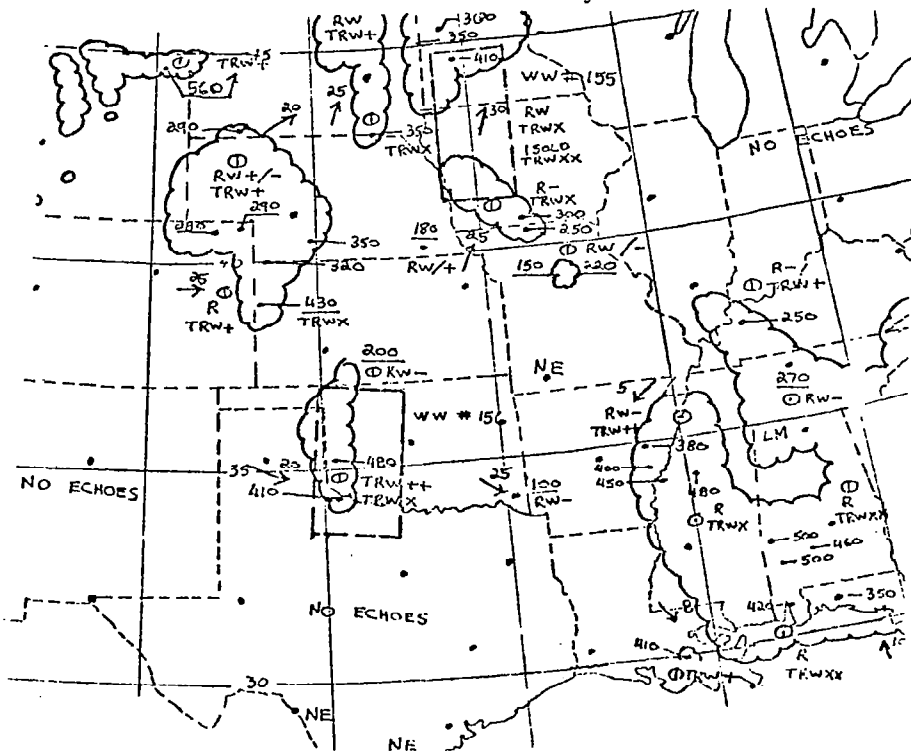 RW
TRW+
300
350
410
WW # 155
TRW+
45
560
25
20
350
TRWX
30
RW
TRWX
ISOLD
TRWXX
NO ECHOES
290
RW+/-
TRW+
290
R-
TRWX
300
250
180
25
RW/+
350
320
RW/-
150
220
25
R
TRW+
430
TRWX
R-
TRW+
250
200
RW-
NE
270
RW-
5
RW-
TRW++
WW # 156
380
LM
NO ECHOES
35
20
480
TRW++
410
TRWX
25
100
RW-
400
450
480
R
TRWX
R
TRWXX
500
460
500
NO ECHOES
420
350
410
TRW+
R
TRWXX
30
NE
NE